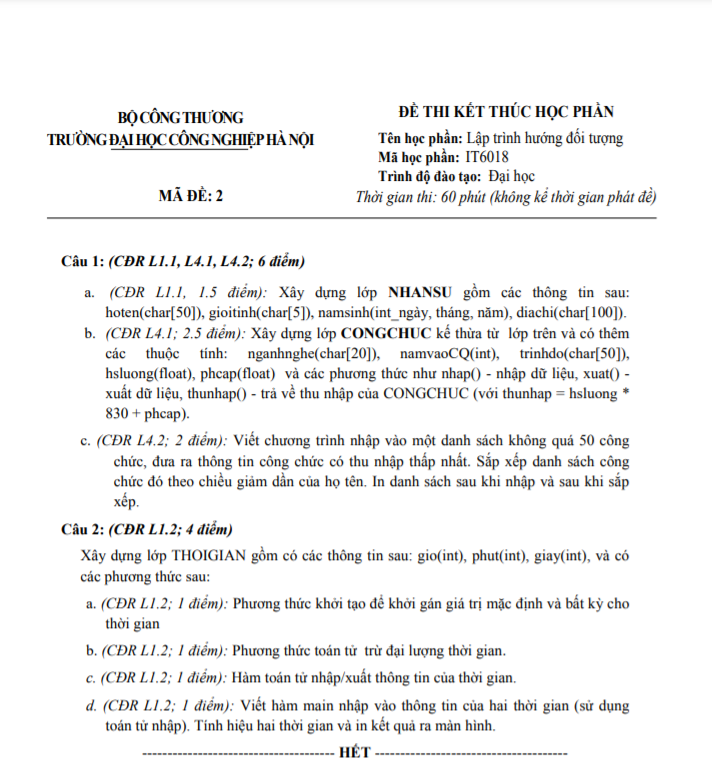 BỘ CÔNG THƯƠNG
TRƯỜNG ĐẠI HỌC CÔNG NGHIỆP HÀ NỘI
MÃ ĐỀ: 2
ĐỀ THI KẾT THÚC HỌC PHẦN
Tên học phần: Lập trình hướng đối tượng
Mã học phần: IT6018
Trình độ đào tạo: Đại học
Thời gian thi: 60 phút (không kể thời gian phát đề)
Câu 1: (CĐR L1.1, L4.1, L4.2; 6 điểm)
a. (CĐR L1.1, 1.5 điểm): Xây dựng lớp NHANSU gồm các thông tin sau:
hoten(char[50]), gioitinh(char[5]), namsinh(int_ngày, tháng, năm), diachi(char[100]).
b. (CĐR L4.1; 2.5 điểm): Xây dựng lớp CONGCHUC kế thừa từ lớp trên và có thêm
các thuộc tính: nganhnghe(char[20]), namvaoCQ(int), trinhdo(char[50]),
hsluong(float), phcap(float) và các phương thức như nhap() - nhập dữ liệu, xuat() -
xuất dữ liệu, thunhap() - trả về thu nhập của CONGCHUC (với thunhap = hsluong *
830 + phcap).
c. (CĐR L4.2; 2 điểm): Viết chương trình nhập vào một danh sách không quá 50 công
chức, đưa ra thông tin công chức có thu nhập thấp nhất. Sắp xếp danh sách công
chức đó theo chiều giảm dần của họ tên. In danh sách sau khi nhập và sau khi sắp
xếp.
Câu 2: (CĐR L1.2; 4 điểm)
Xây dựng lớp THOIGIAN gồm có các thông tin sau: gio(int), phut(int), giay(int), và có
các phương thức sau:
a. (CĐR L1.2; 1 điểm): Phương thức khởi tạo để khởi gán giá trị mặc định và bất kỳ cho
thời gian
b. (CĐR L1.2; 1 điểm): Phương thức toán tử trừ đại lượng thời gian.
c. (CĐR L1.2; 1 điểm): Hàm toán tử nhập/xuất thông tin của thời gian.
d. (CĐR L1.2; 1 điểm): Viết hàm main nhập vào thông tin của hai thời gian (sử dụng
toán tử nhập). Tính hiệu hai thời gian và in kết quả ra màn hình.
------------------------------------ HẾT ------------------------------------